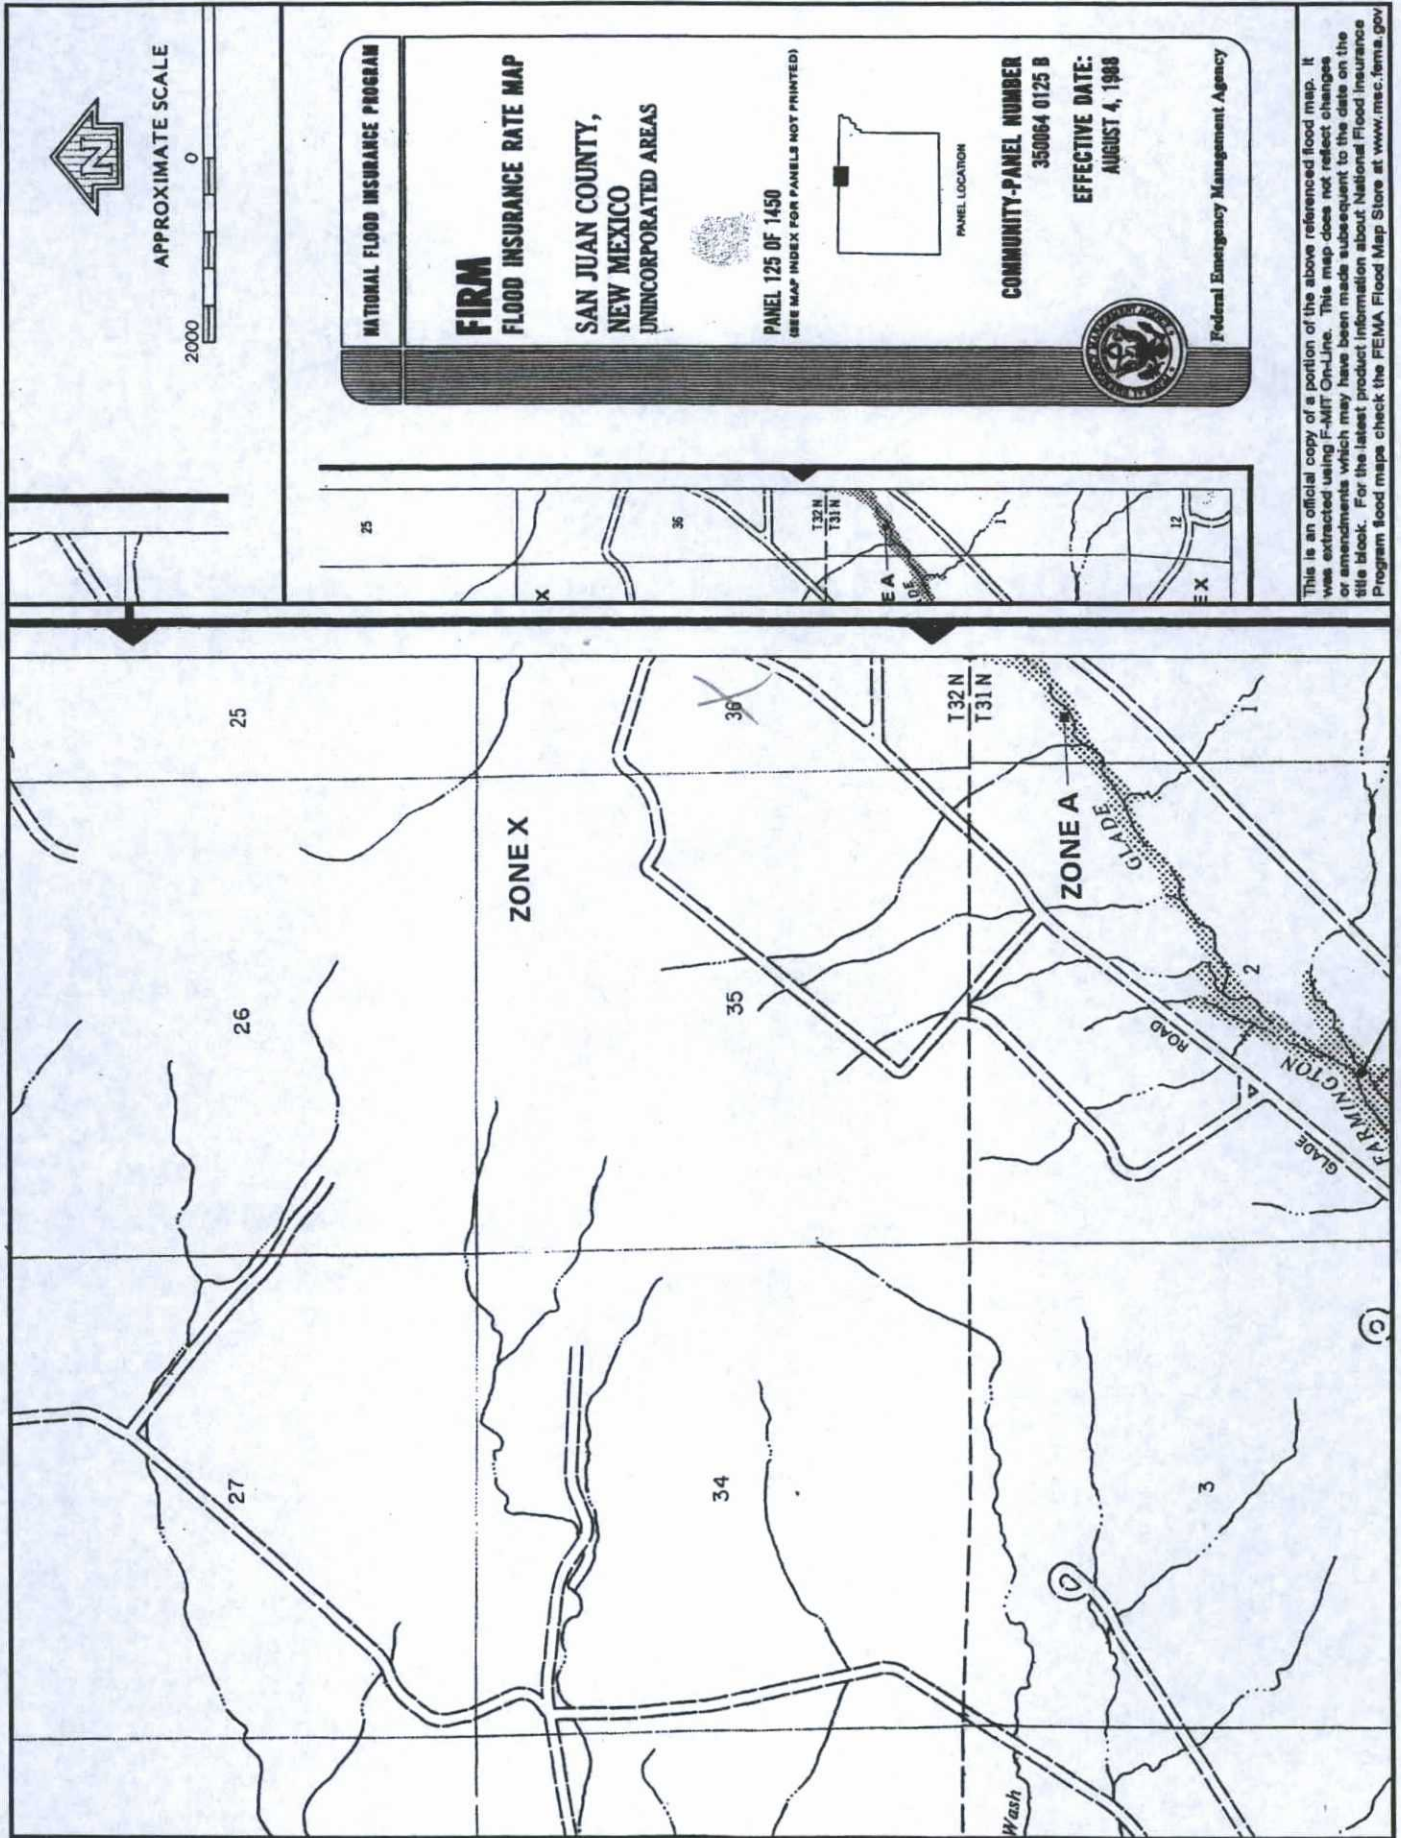 APPROXIMATE SCALE
2000 0
N
NATIONAL FLOOD INSURANCE PROGRAM
FIRM
FLOOD INSURANCE RATE MAP
SAN JUAN COUNTY,
NEW MEXICO
UNINCORPORATED AREAS
PANEL 125 OF 1450
(SEE MAP INDEX FOR PANELS NOT PRINTED)
PANEL LOCATION
COMMUNITY-PANEL NUMBER
350064 0125 B
EFFECTIVE DATE:
AUGUST 4, 1988
Federal Emergency Management Agency
This is an official copy of a portion of the above referenced flood map. It
was extracted using F-MIT On-Line. This map does not reflect changes
or amendments which may have been made subsequent to the date on the
title block. For the latest product information about National Flood Insurance
Program flood maps check the FEMA Flood Map Store at www.msc.fema.gov
25
X
36
T32N
T31N
E A
DE
1
12
E X
25
26
27
ZONE X
36
35
34
T32N
T31N
ZONE A
GLADE
1
2
3
ROAD
GLADE
FARMINGTON
Wash